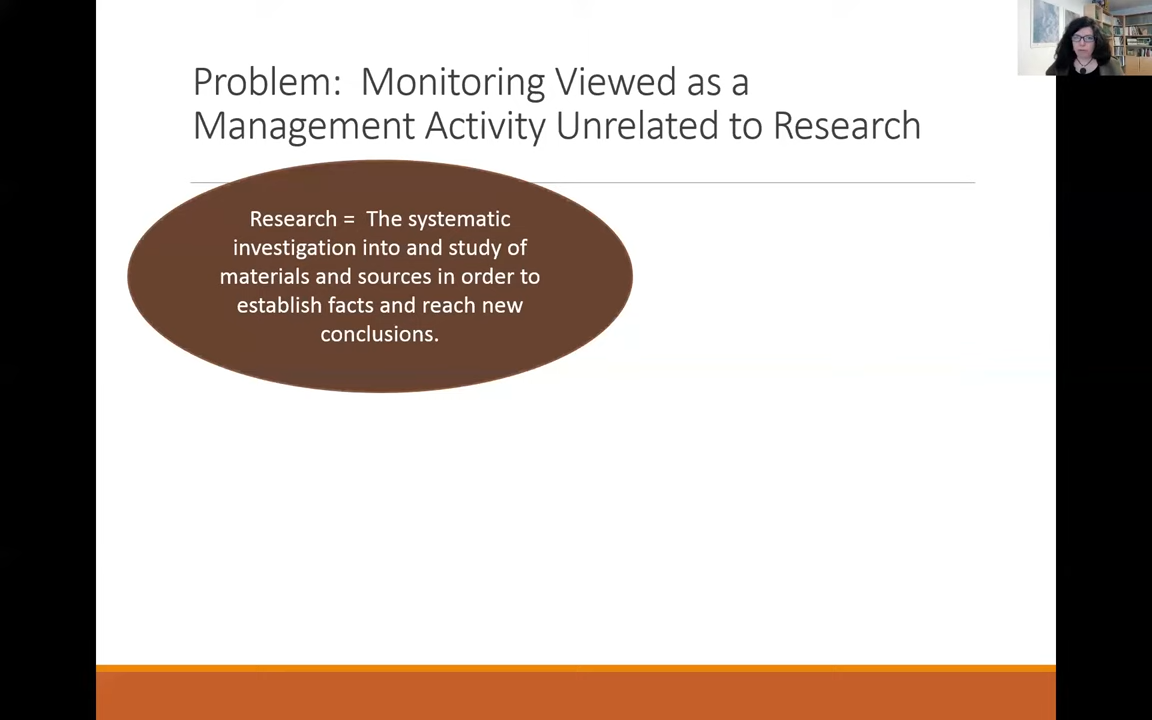 Problem:  Monitoring Viewed as a
Management Activity Unrelated to Research
Research =  The systematic
investigation into and study of
materials and sources in order to
establish facts and reach new
conclusions.